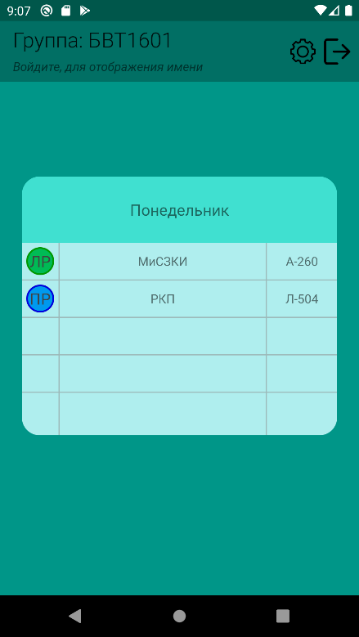 9:07
Группа: БВТ1601
Войдите, для отображения имени
Понедельник
ЛР МиСЗКИ А-260
ПР РКП Л-504